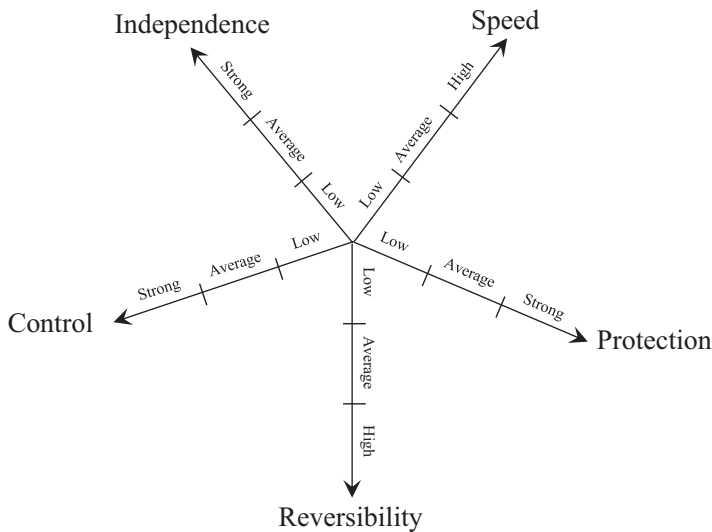 Independence
Speed
Strong
Average
Low
High
Average
Low
Strong
Average
Low
Low
Average
Strong
Control
Protection
Low
Average
High
Reversibility